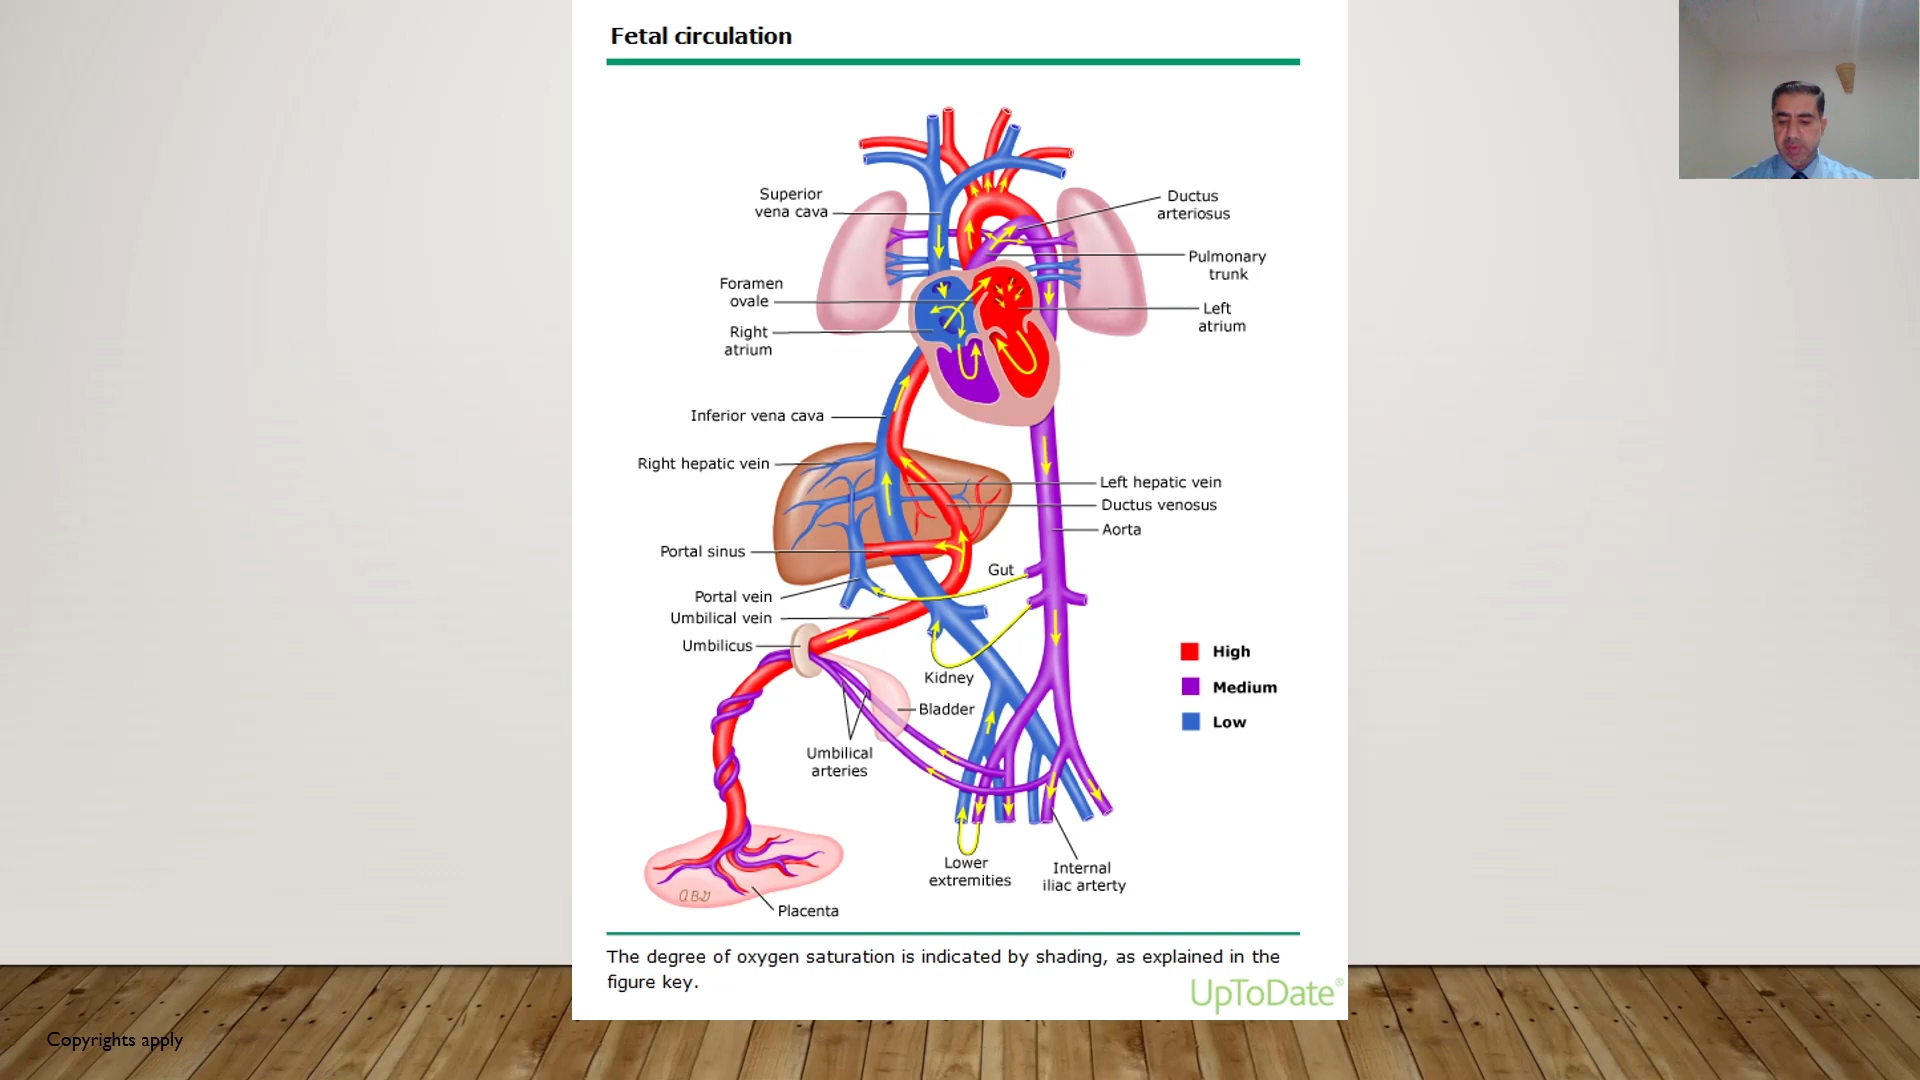 Fetal circulation
Superior
vena cava
Ductus
arteriosus
Pulmonary
trunk
Foramen
ovale
Left
atrium
Right
atrium
Inferior vena cava
Right hepatic vein
Left hepatic vein
Ductus venosus
Aorta
Portal sinus
Gut
Portal vein
Umbilical vein
Umbilicus
High
Kidney
Medium
Bladder
Low
Umbilical
arteries
Lower
extremities
Internal
iliac arterty
Placenta
The degree of oxygen saturation is indicated by shading, as explained in the
figure key.
UpToDate®
Copyrights apply